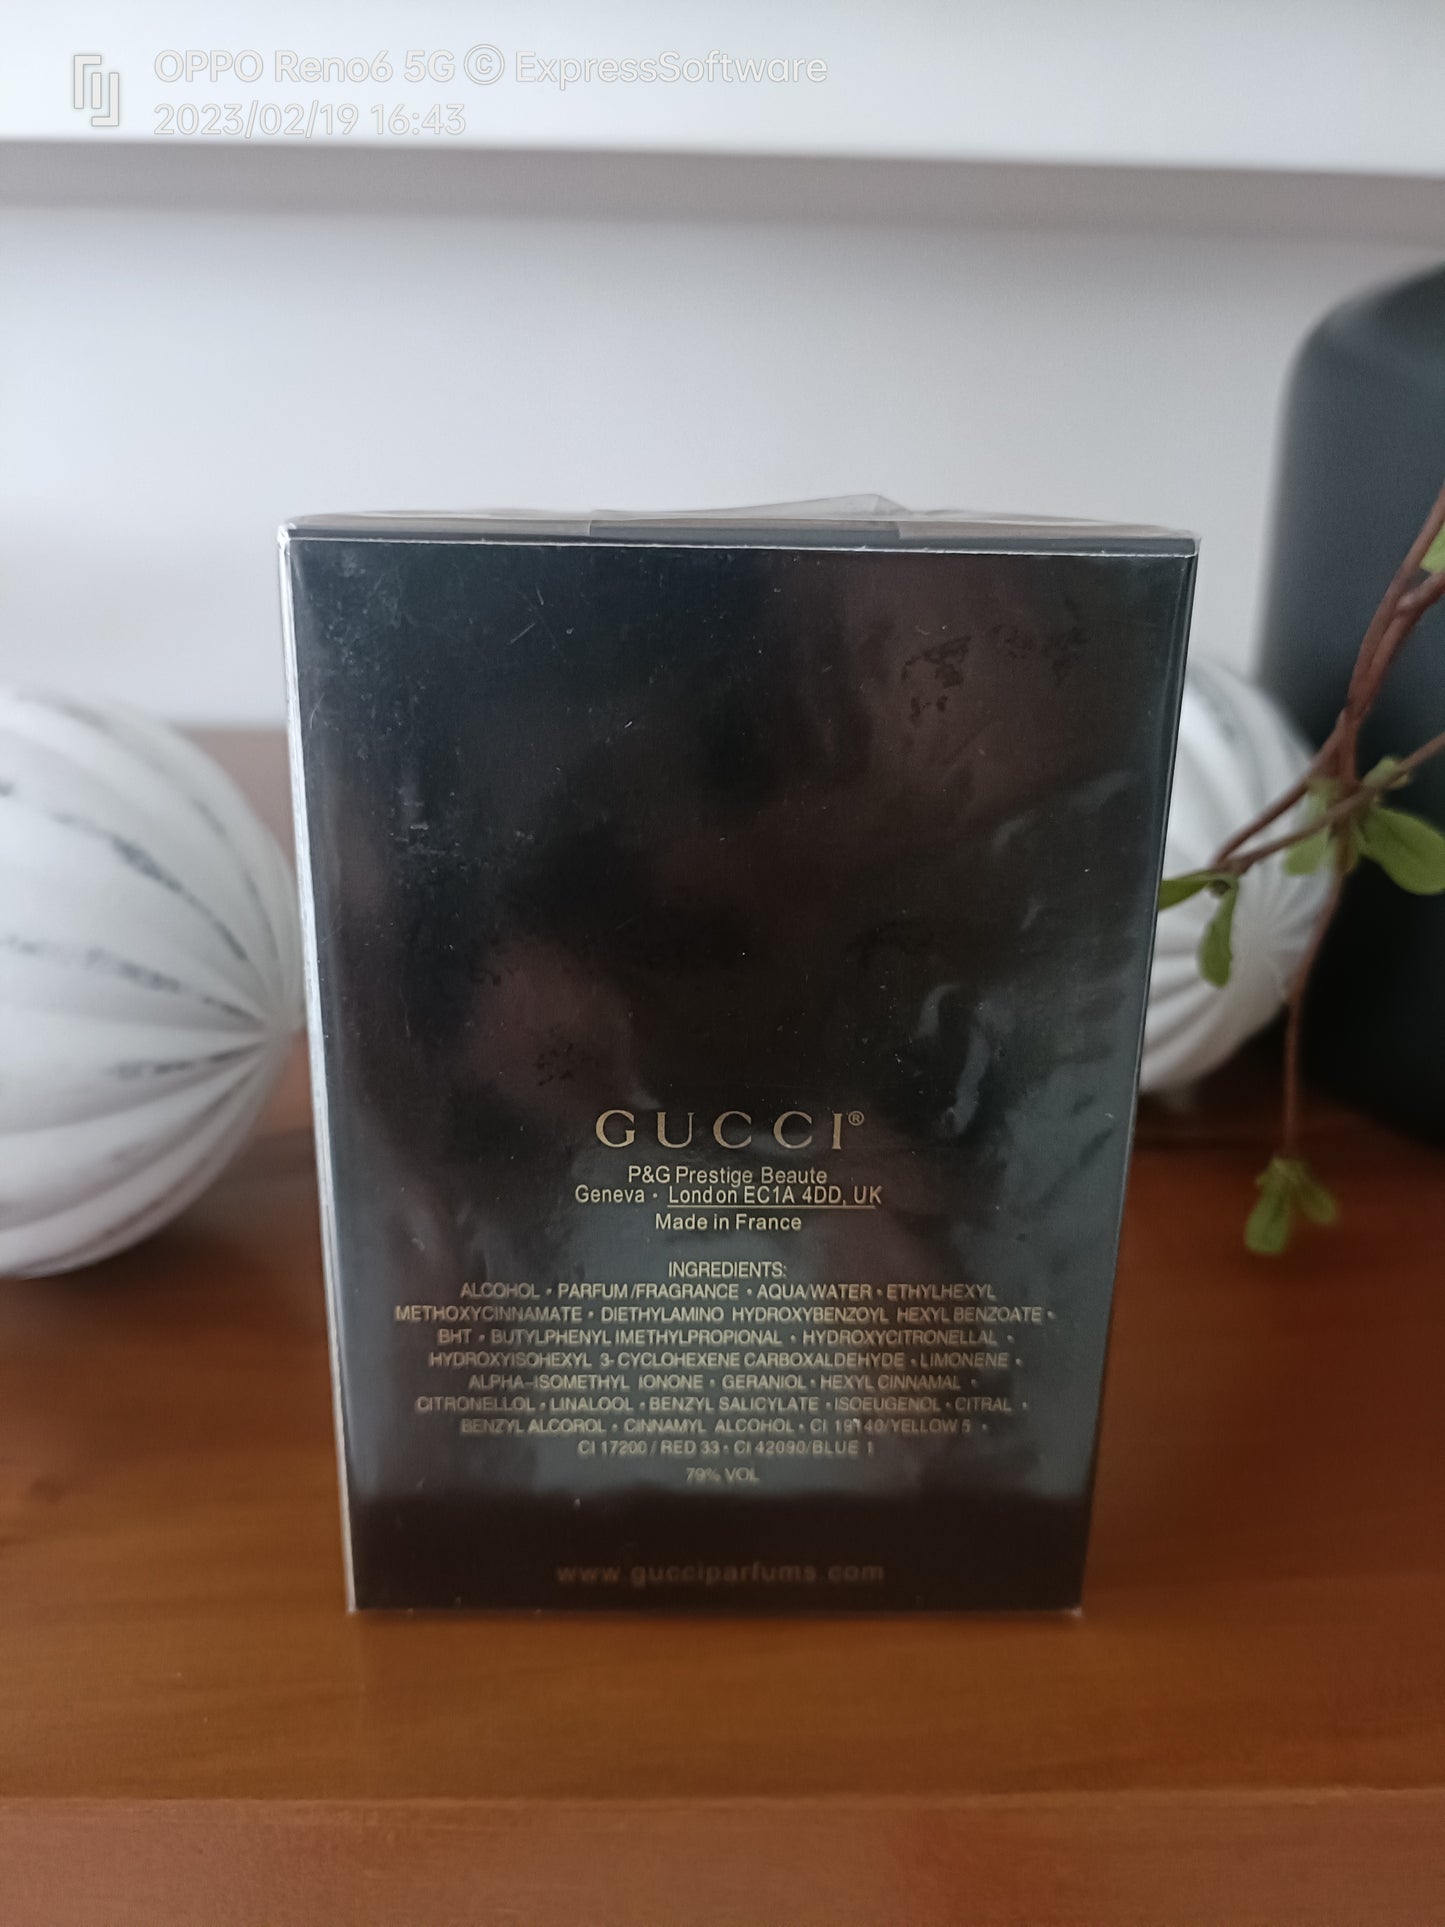 OPPO Reno6 5G © ExpressSoftware
2023/02/19 16:43
GUCCI®
P&G Prestige Beaute
Geneva · London EC1A 4DD, UK
Made in France
INGREDIENTS:
ALCOHOL · PARFUM/FRAGRANCE · AQUA/WATER · ETHYLHEXYL
METHOXYCINNAMATE · DIETHYLAMINO HYDROXYBENZOYL HEXYL BENZOATE ·
BHT · BUTYLPHENYL IMETHYLPROPIONAL · HYDROXYCITRONELLAL ·
HYDROXYISOHEXYL 3-CYCLOHEXENE CARBOXALDEHYDE · LIMONENE ·
ALPHA-ISOMETHYL IONONE · GERANIOL · HEXYL CINNAMAL ·
CITRONELLOL · LINALOOL · BENZYL SALICYLATE · ISOEUGENOL · CITRAL ·
BENZYL ALCOROL · CINNAMYL ALCOHOL · CI 19140/YELLOW 5 ·
CI 17200 / RED 33 · CI 42090/BLUE 1
79% VOL
www.gucciparfums.com